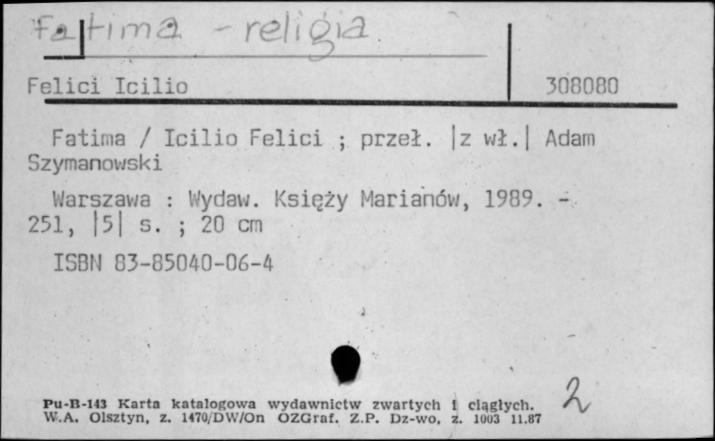 Fatima - religia
Felici Icilio 308080
Fatima / Icilio Felici ; przeł. |z wł.| Adam
Szymanowski
Warszawa : Wydaw. Księży Marianów, 1989. -
251, |5| s. ; 20 cm
ISBN 83-85040-06-4
2
Pu-B-143 Karta katalogowa wydawnictw zwartych i ciągłych.
W.A. Olsztyn, z. 1470/DW/On OZGraf. Z.P. Dz-wo, z. 1003 11.87